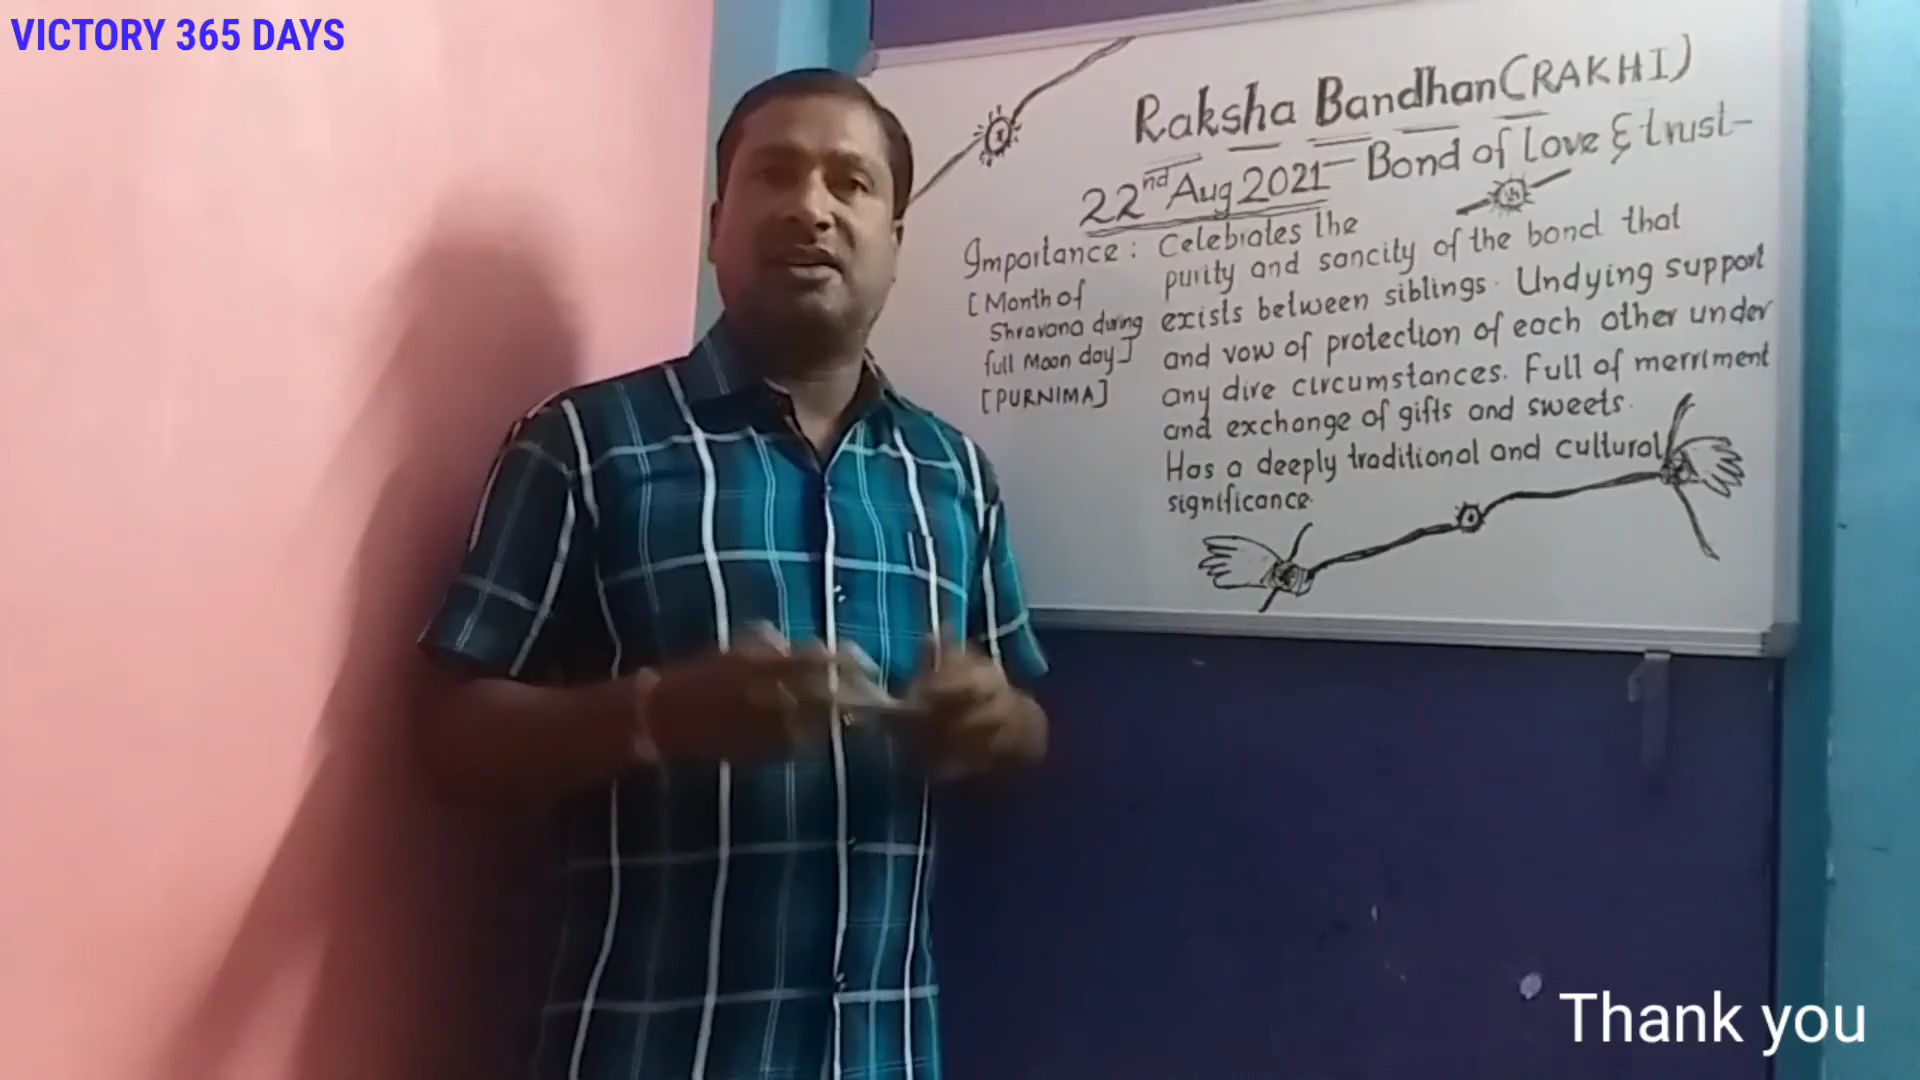 VICTORY 365 DAYS
Raksha Bandhan (RAKHI)
22nd Aug 2021 - Bond of love & trust -
Importance : Celebrates the
purity and sancity of the bond that
[Month of
Shravana during
full Moon day]
[PURNIMA]
exists between siblings. Undying support
and vow of protection of each other under
any dire circumstances. Full of merriment
and exchange of gifts and sweets.
Has a deeply traditional and cultural
significance.
Thank you